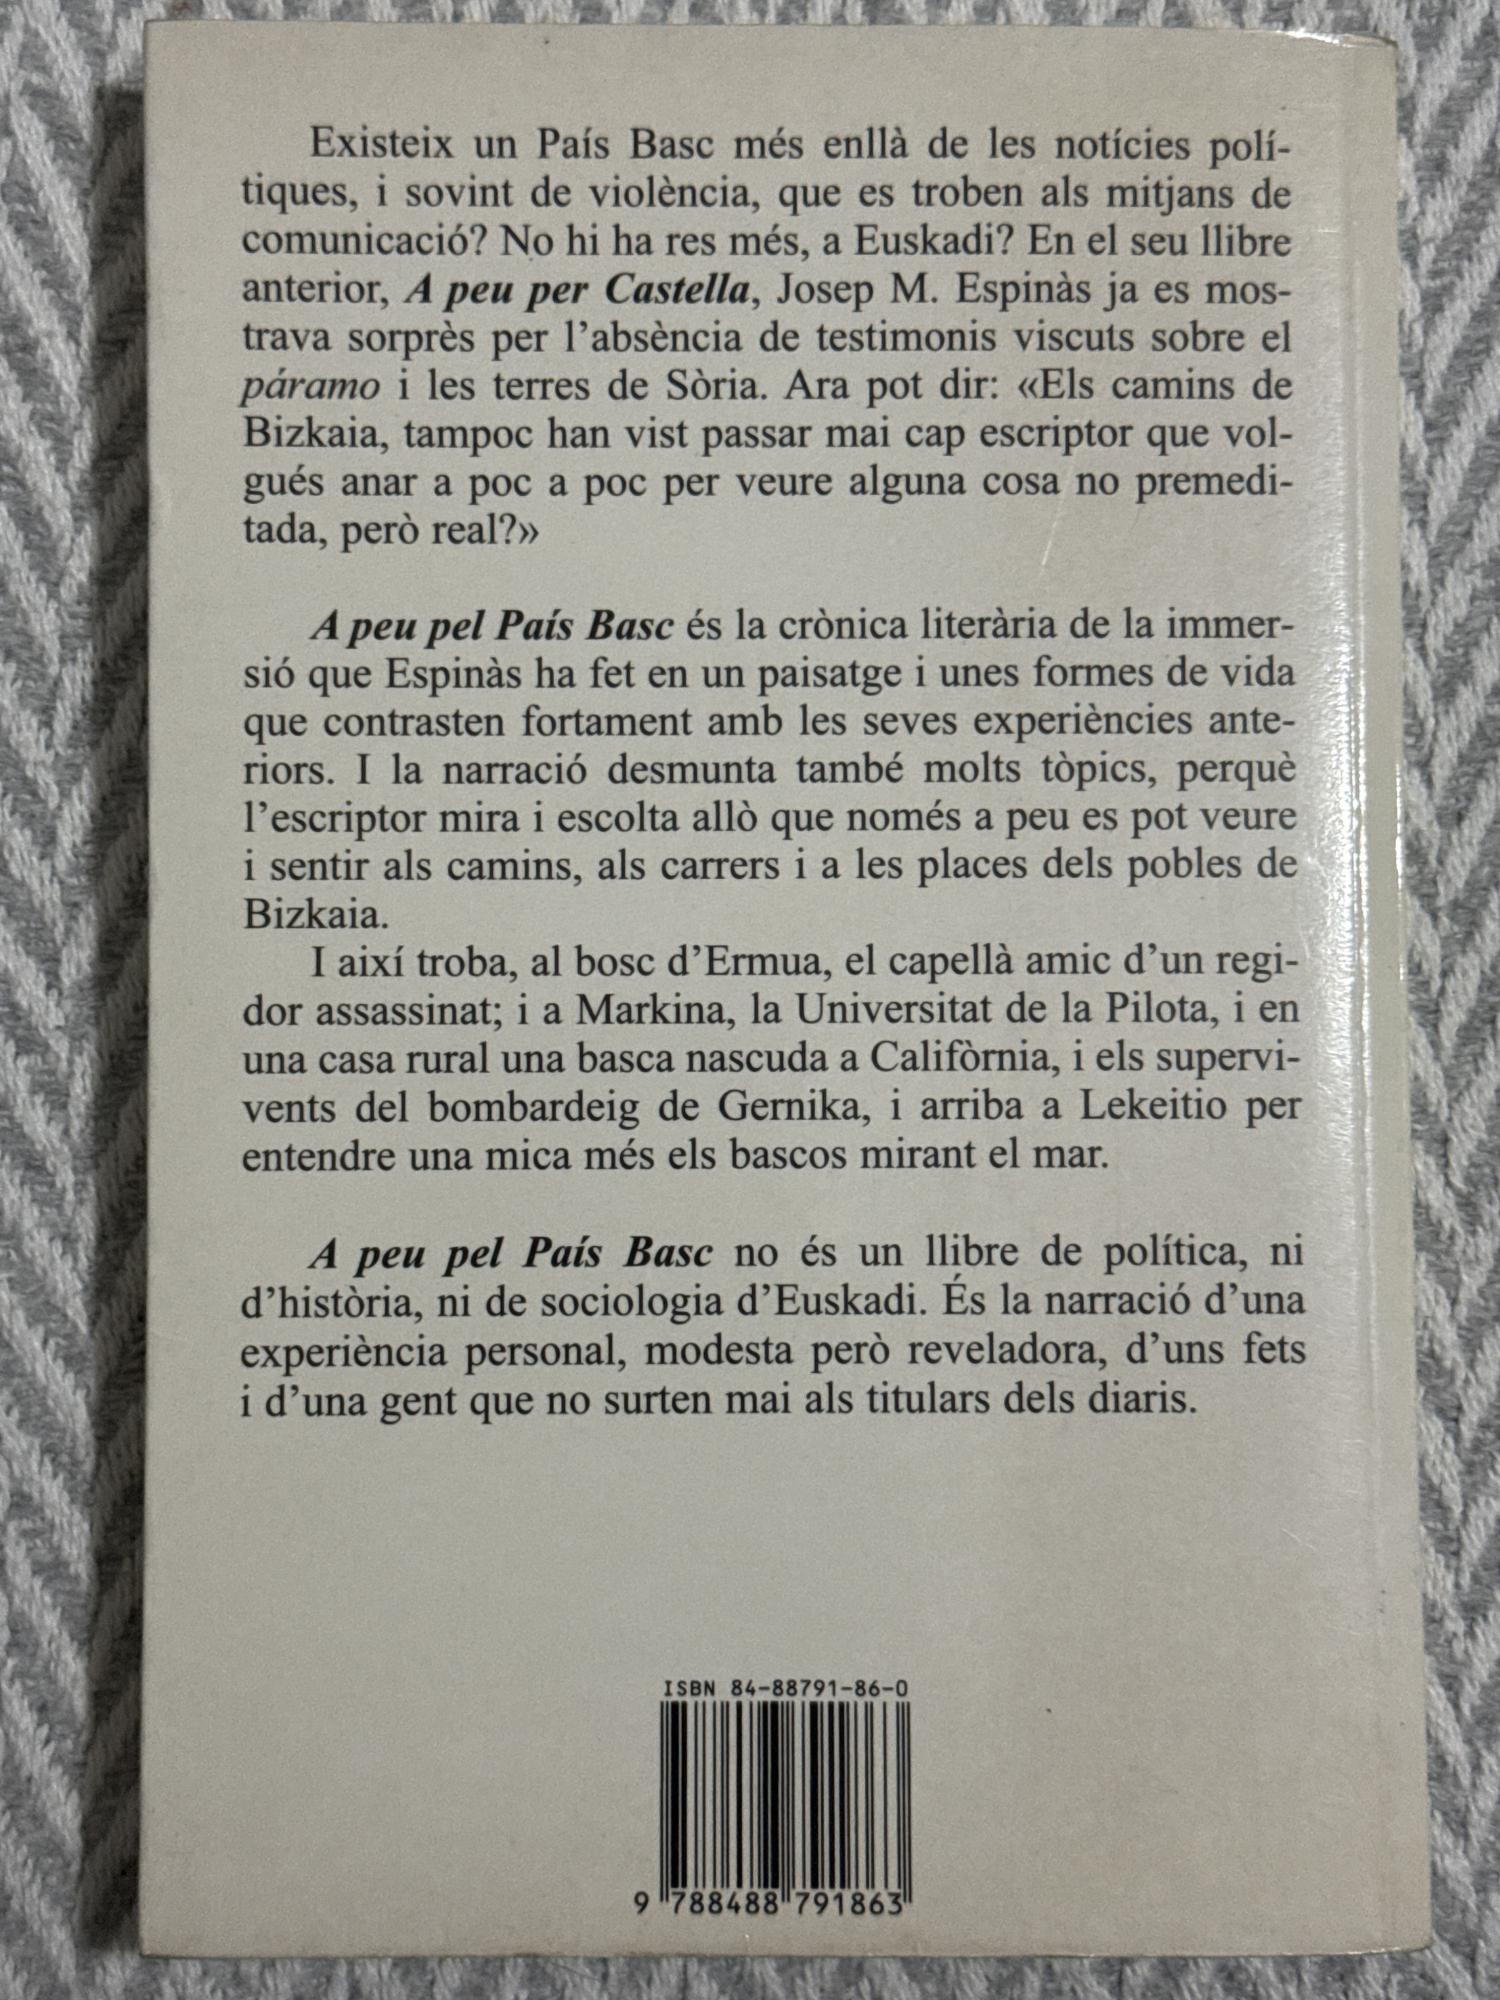 Existeix un País Basc més enllà de les notícies polí-
tiques, i sovint de violència, que es troben als mitjans de
comunicació? No hi ha res més, a Euskadi? En el seu llibre
anterior, A peu per Castella, Josep M. Espinàs ja es mos-
trava sorprès per l’absència de testimonis viscuts sobre el
páramo i les terres de Sòria. Ara pot dir: «Els camins de
Bizkaia, tampoc han vist passar mai cap escriptor que vol-
gués anar a poc a poc per veure alguna cosa no premedi-
tada, però real?»
A peu pel País Basc és la crònica literària de la immer-
sió que Espinàs ha fet en un paisatge i unes formes de vida
que contrasten fortament amb les seves experiències ante-
riors. I la narració desmunta també molts tòpics, perquè
l’escriptor mira i escolta allò que només a peu es pot veure
i sentir als camins, als carrers i a les places dels pobles de
Bizkaia.
I així troba, al bosc d’Ermua, el capellà amic d’un regi-
dor assassinat; i a Markina, la Universitat de la Pilota, i en
una casa rural una basca nascuda a Califòrnia, i els supervi-
vents del bombardeig de Gernika, i arriba a Lekeitio per
entendre una mica més els bascos mirant el mar.
A peu pel País Basc no és un llibre de política, ni
d’història, ni de sociologia d’Euskadi. És la narració d’una
experiència personal, modesta però reveladora, d’uns fets
i d’una gent que no surten mai als titulars dels diaris.
ISBN 84-88791-86-0
9 788488 791863